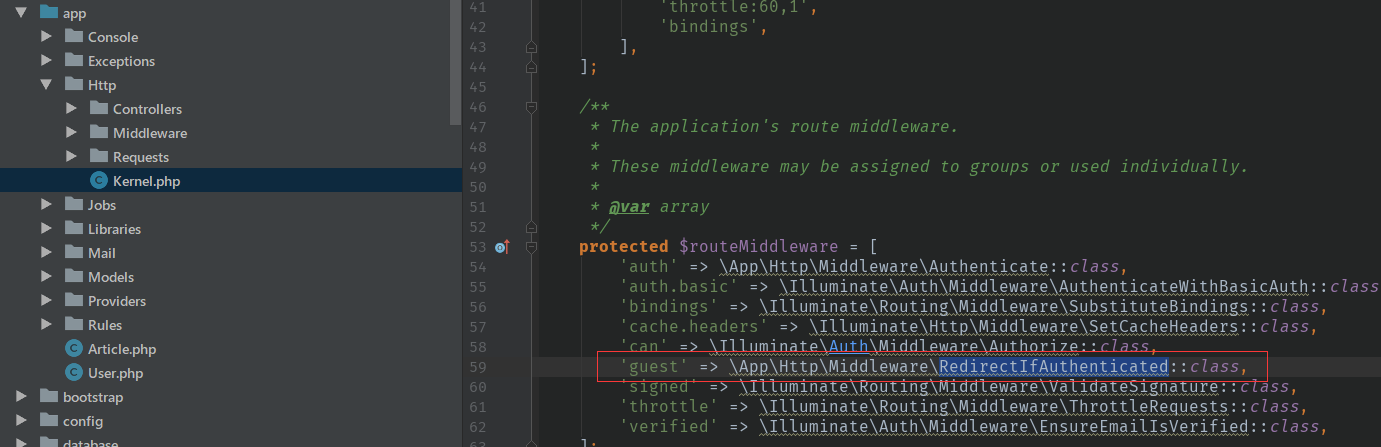 app
Console
Exceptions
Http
Controllers
Middleware
Requests
Kernel.php
Jobs
Libraries
Mail
Models
Providers
Rules
Article.php
User.php
bootstrap
config
database
41 'throttle:60,1',
42 'bindings',
43 ],
44 ];
45
46 /**
47 * The application's route middleware.
48 *
49 * These middleware may be assigned to groups or used individually.
50 *
51 * @var array
52 */
53 protected $routeMiddleware = [
54 'auth' => \App\Http\Middleware\Authenticate::class,
55 'auth.basic' => \Illuminate\Auth\Middleware\AuthenticateWithBasicAuth::class
56 'bindings' => \Illuminate\Routing\Middleware\SubstituteBindings::class,
57 'cache.headers' => \Illuminate\Http\Middleware\SetCacheHeaders::class,
58 'can' => \Illuminate\Auth\Middleware\Authorize::class,
59 'guest' => \App\Http\Middleware\RedirectIfAuthenticated::class,
60 'signed' => \Illuminate\Routing\Middleware\ValidateSignature::class,
61 'throttle' => \Illuminate\Routing\Middleware\ThrottleRequests::class,
62 'verified' => \Illuminate\Auth\Middleware\EnsureEmailIsVerified::class,
63 ];